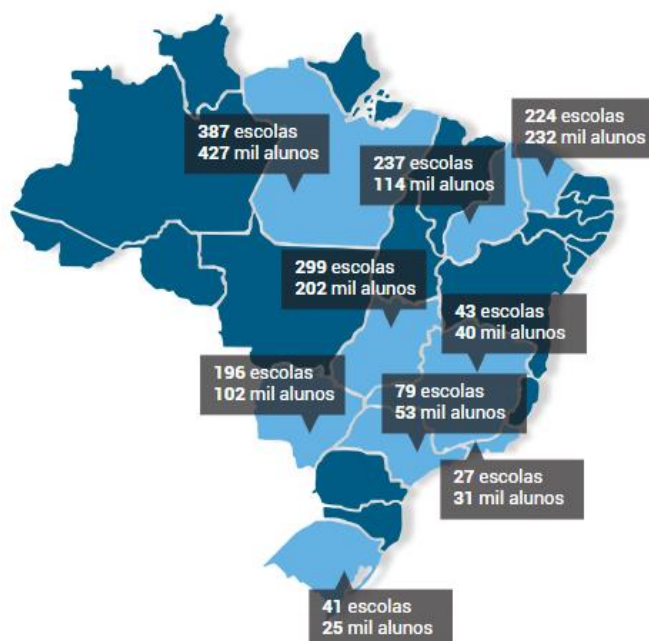 224 escolas
232 mil alunos
387 escolas
427 mil alunos
237 escolas
114 mil alunos
299 escolas
202 mil alunos
43 escolas
40 mil alunos
196 escolas
102 mil alunos
79 escolas
53 mil alunos
27 escolas
31 mil alunos
41 escolas
25 mil alunos